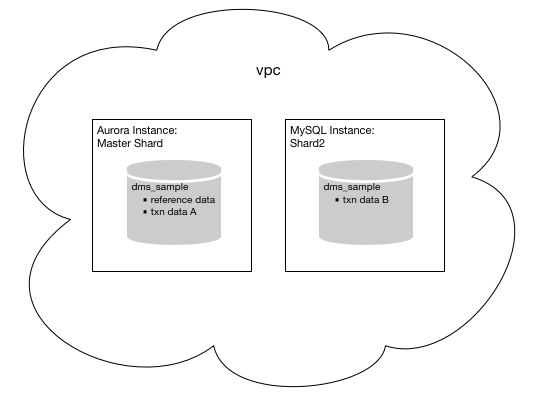 vpc
Aurora Instance:
Master Shard
dms_sample
▪ reference data
▪ txn data A
MySQL Instance:
Shard2
dms_sample
▪ txn data B